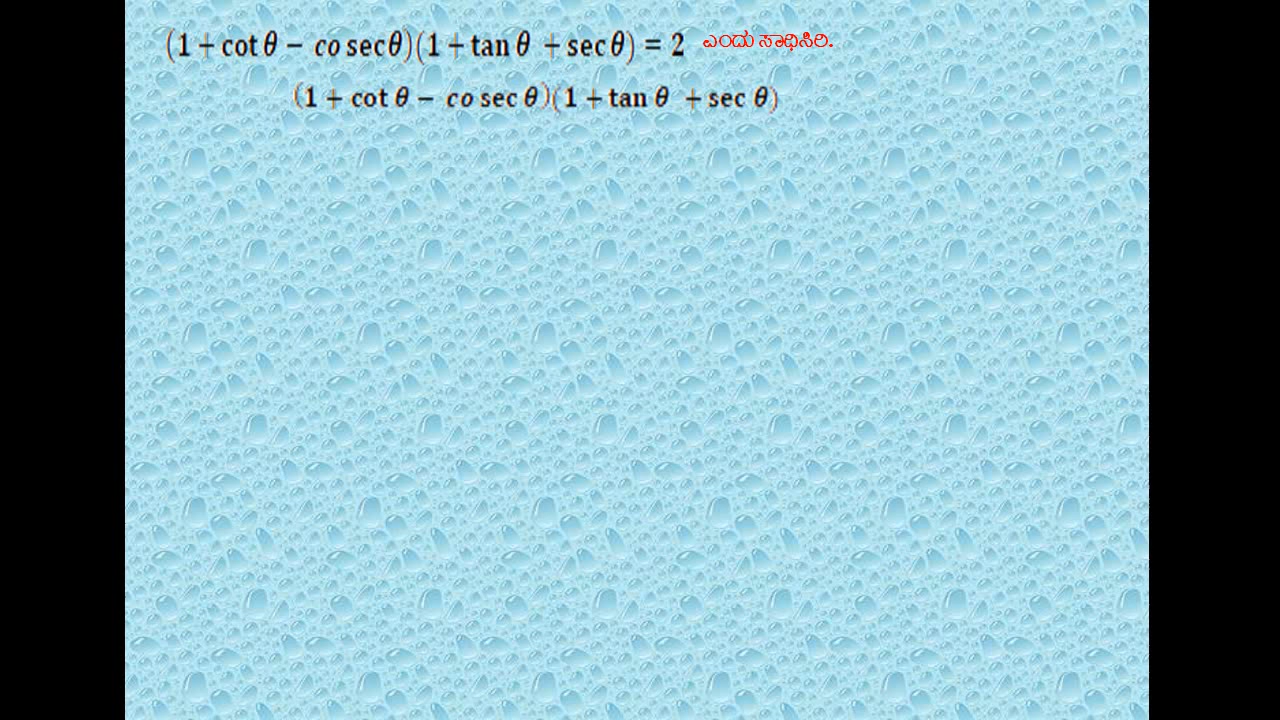 (1 + cot θ − co sec θ)(1 + tan θ + sec θ) = 2 ಎಂದು ಸಾಧಿಸಿರಿ.
(1 + cot θ − co sec θ)(1 + tan θ + sec θ)